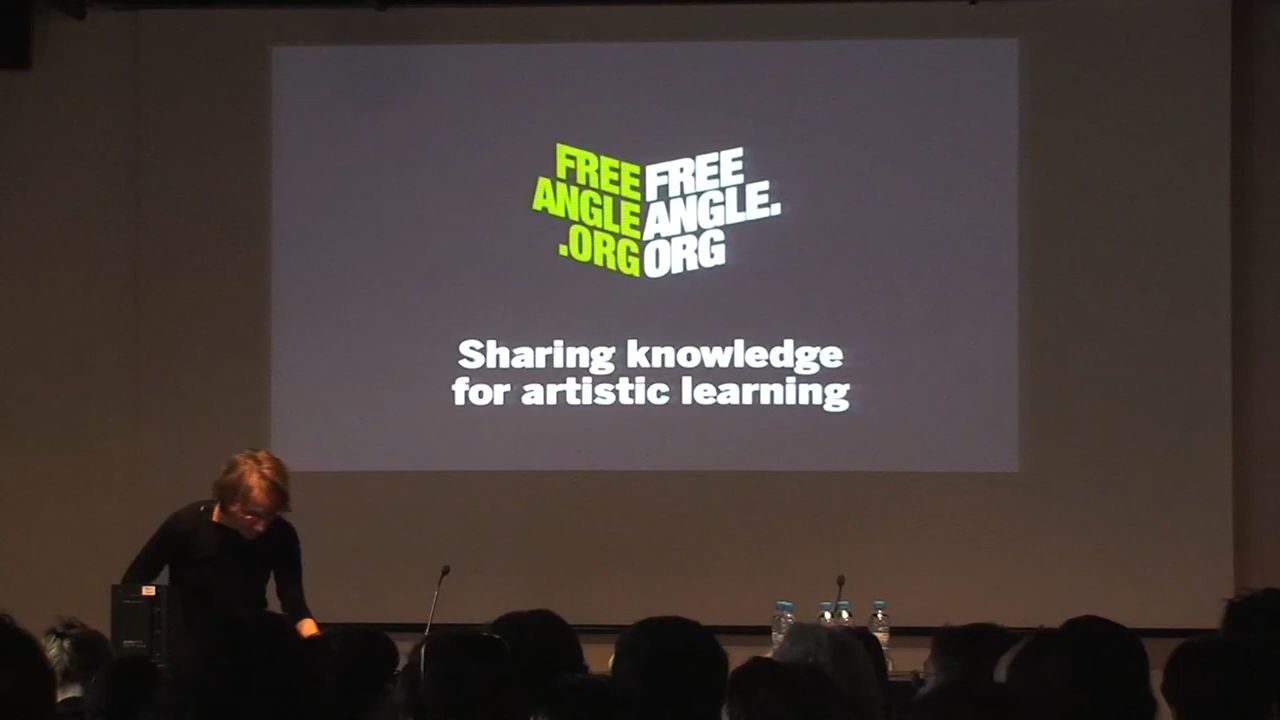 FREE
ANGLE
.ORG
FREE
ANGLE.
ORG
Sharing knowledge
for artistic learning